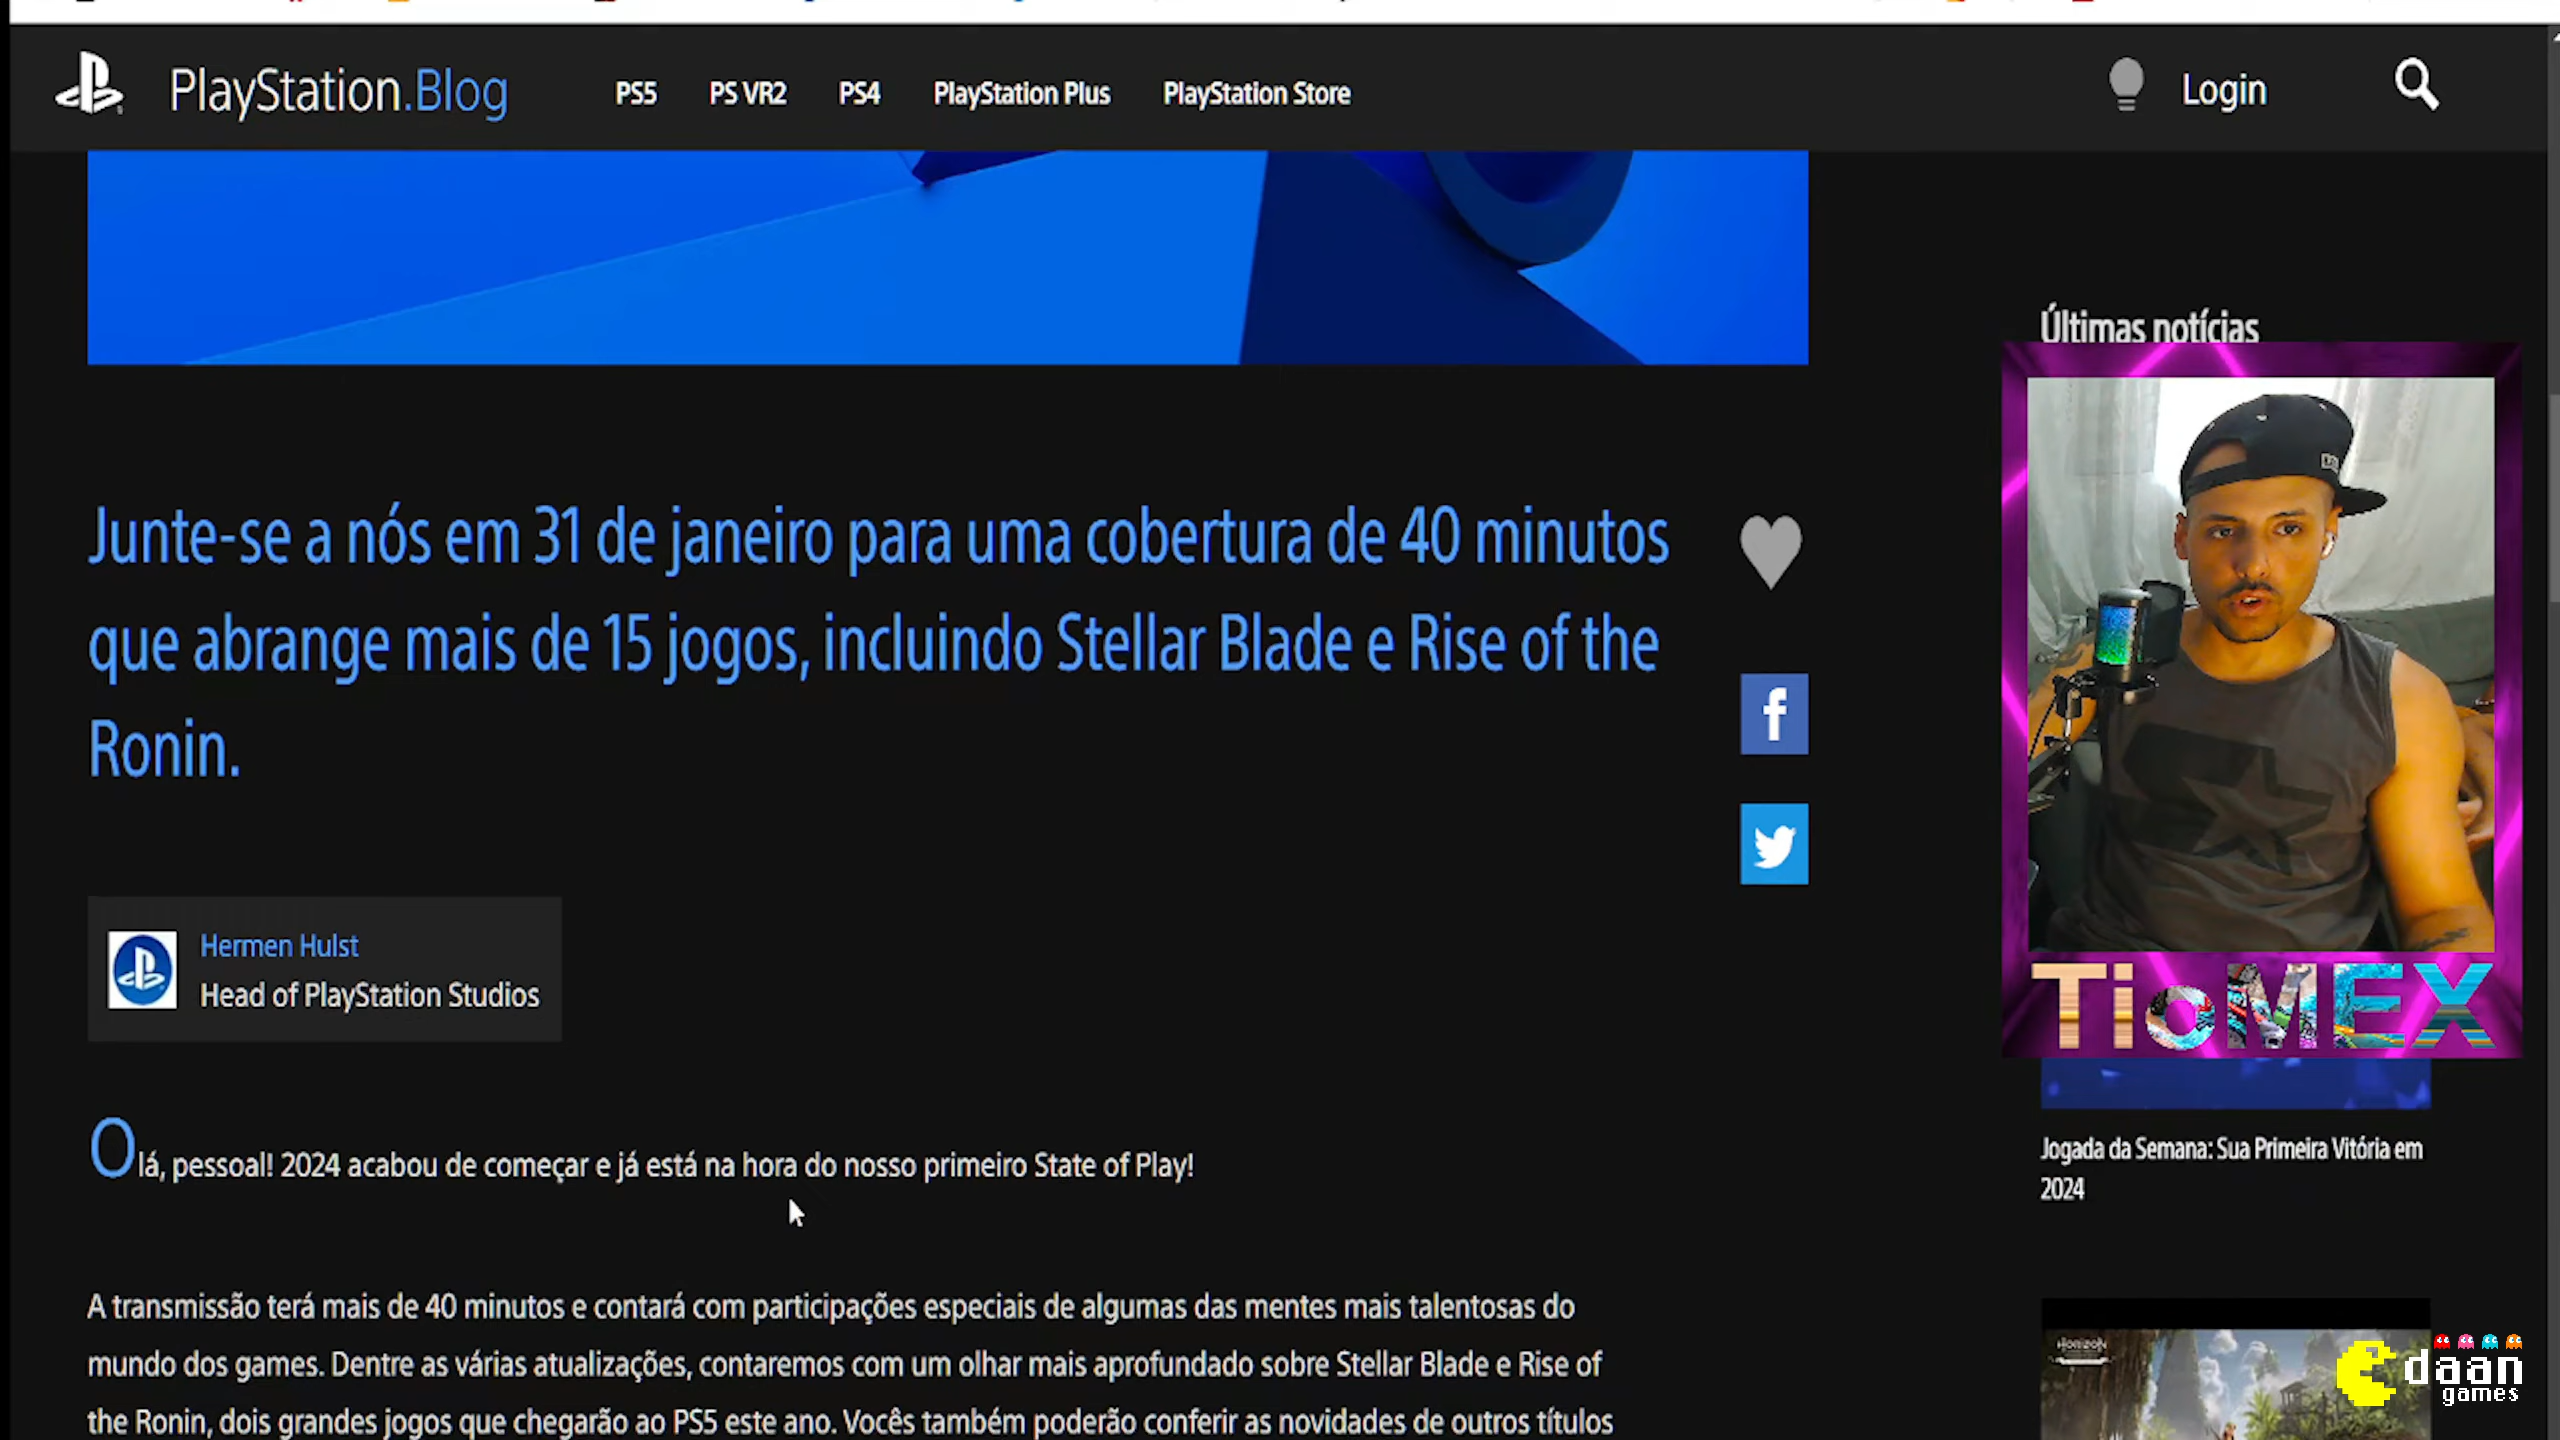 PlayStation.Blog
PS5
PS VR2
PS4
PlayStation Plus
PlayStation Store
Login
Últimas notícias
Junte-se a nós em 31 de janeiro para uma cobertura de 40 minutos
que abrange mais de 15 jogos, incluindo Stellar Blade e Rise of the
Ronin.
Hermen Hulst
Head of PlayStation Studios
TioMEX
Olá, pessoal! 2024 acabou de começar e já está na hora do nosso primeiro State of Play!
Jogada da Semana: Sua Primeira Vitória em
2024
A transmissão terá mais de 40 minutos e contará com participações especiais de algumas das mentes mais talentosas do
mundo dos games. Dentre as várias atualizações, contaremos com um olhar mais aprofundado sobre Stellar Blade e Rise of
the Ronin, dois grandes jogos que chegarão ao PS5 este ano. Vocês também poderão conferir as novidades de outros títulos
HORIZON
daan
games